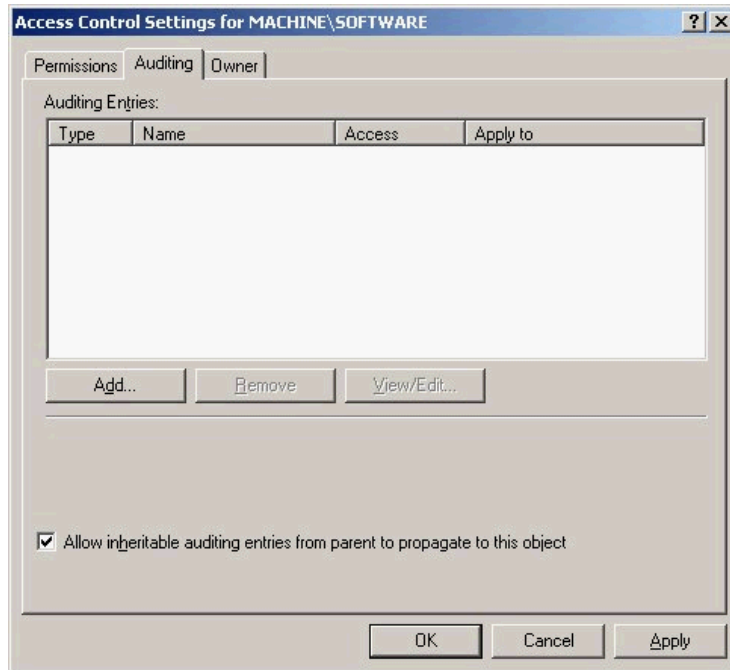 Access Control Settings for MACHINE\SOFTWARE
Permissions Auditing Owner
Auditing Entries:
Type Name Access Apply to
Add... Remove View/Edit...
Allow inheritable auditing entries from parent to propagate to this object
OK Cancel Apply